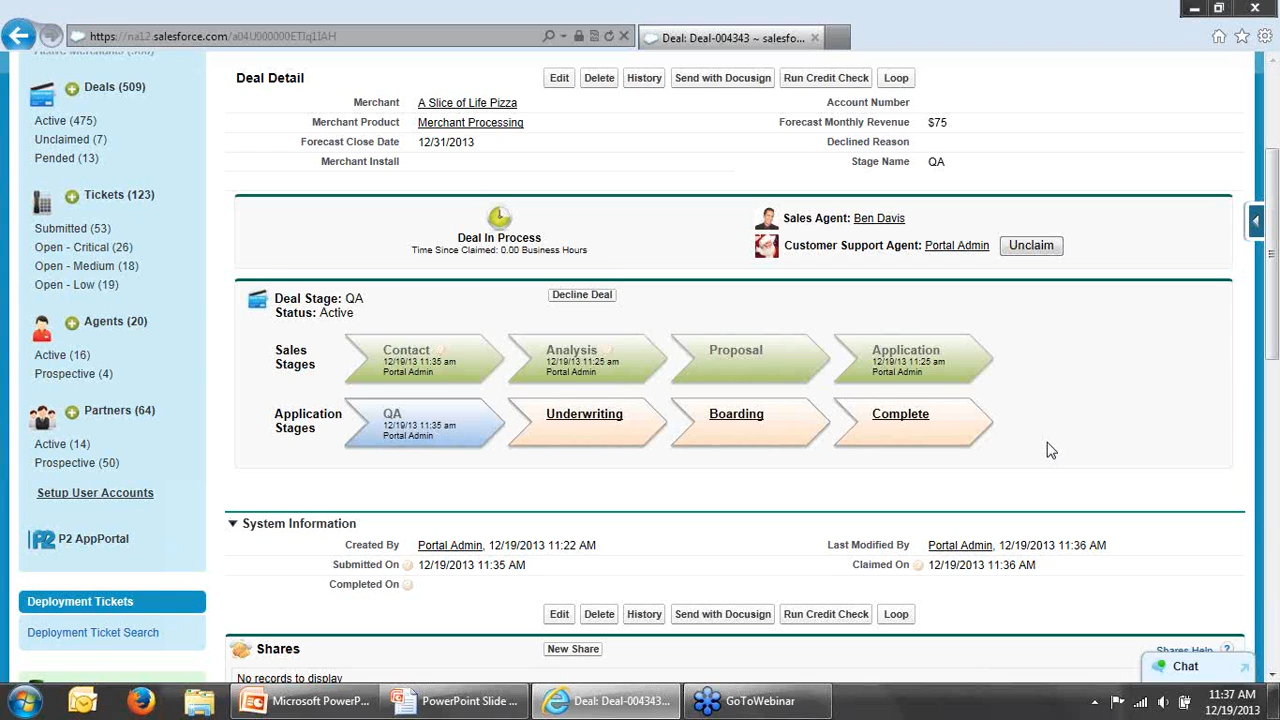 https://na12.salesforce.com/a04U000000ETIq1IAH
Deal: Deal-004343 ~ salesfo...
Deals (509)
Active (475)
Unclaimed (7)
Pended (13)
Tickets (123)
Submitted (53)
Open - Critical (26)
Open - Medium (18)
Open - Low (19)
Agents (20)
Active (16)
Prospective (4)
Partners (64)
Active (14)
Prospective (50)
Setup User Accounts
P2 AppPortal
Deployment Tickets
Deployment Ticket Search
Deal Detail
Edit Delete History Send with Docusign Run Credit Check Loop
Merchant A Slice of Life Pizza Account Number
Merchant Product Merchant Processing Forecast Monthly Revenue $75
Forecast Close Date 12/31/2013 Declined Reason
Merchant Install Stage Name QA
Deal In Process
Time Since Claimed: 0.00 Business Hours
Sales Agent: Ben Davis
Customer Support Agent: Portal Admin Unclaim
Deal Stage: QA Decline Deal
Status: Active
Sales Stages
Contact
12/19/13 11:35 am
Portal Admin
Analysis
12/19/13 11:25 am
Portal Admin
Proposal
Application
12/19/13 11:25 am
Portal Admin
Application Stages
QA
12/19/13 11:35 am
Portal Admin
Underwriting
Boarding
Complete
System Information
Created By Portal Admin, 12/19/2013 11:22 AM Last Modified By Portal Admin, 12/19/2013 11:36 AM
Submitted On 12/19/2013 11:35 AM Claimed On 12/19/2013 11:36 AM
Completed On
Edit Delete History Send with Docusign Run Credit Check Loop
Shares New Share Shares Help ?
No records to display
Chat
Microsoft PowerP... PowerPoint Slide ... Deal: Deal-004343... GoToWebinar
11:37 AM
12/19/2013